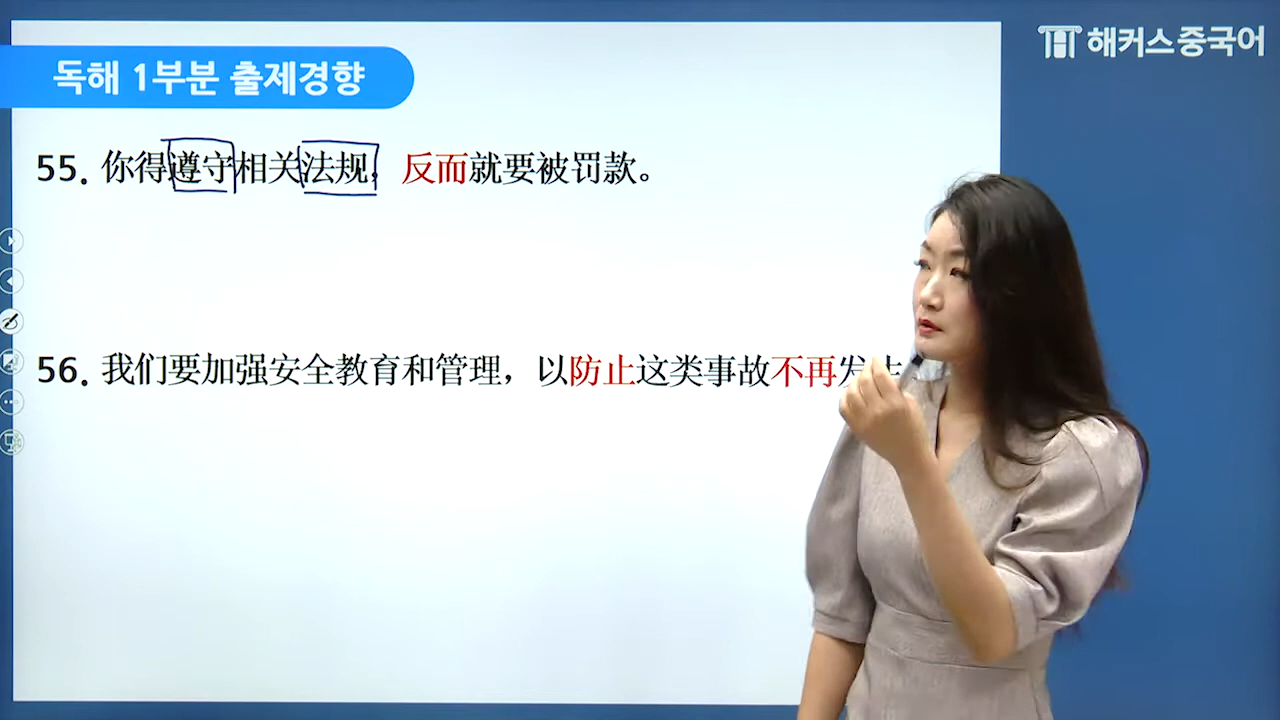 해커스중국어
독해 1부분 출제경향
55. 你得遵守相关法规，反而就要被罚款。
56. 我们要加强安全教育和管理，以防止这类事故不再发